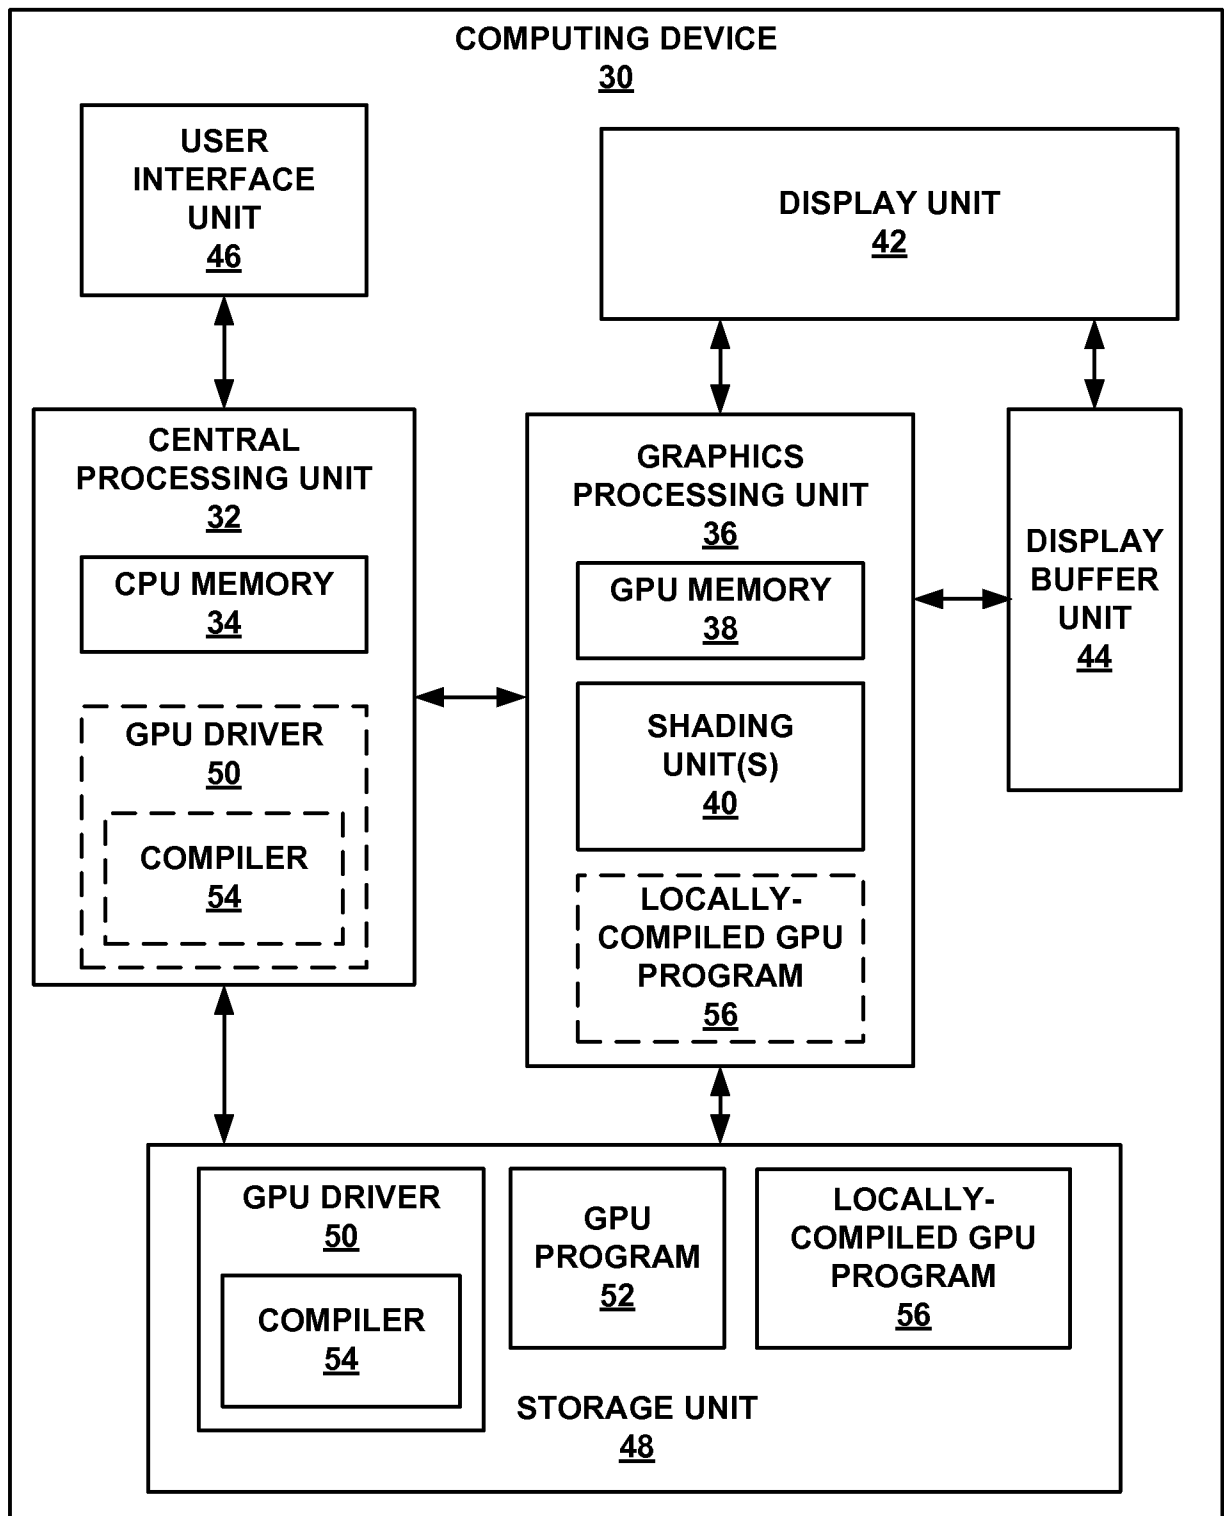 COMPUTING DEVICE
30
USER
INTERFACE
UNIT
46
DISPLAY UNIT
42
CENTRAL
PROCESSING UNIT
32
CPU MEMORY
34
GPU DRIVER
50
COMPILER
54
GRAPHICS
PROCESSING UNIT
36
GPU MEMORY
38
SHADING
UNIT(S)
40
LOCALLY-
COMPILED GPU
PROGRAM
56
DISPLAY
BUFFER
UNIT
44
GPU DRIVER
50
COMPILER
54
GPU
PROGRAM
52
LOCALLY-
COMPILED GPU
PROGRAM
56
STORAGE UNIT
48